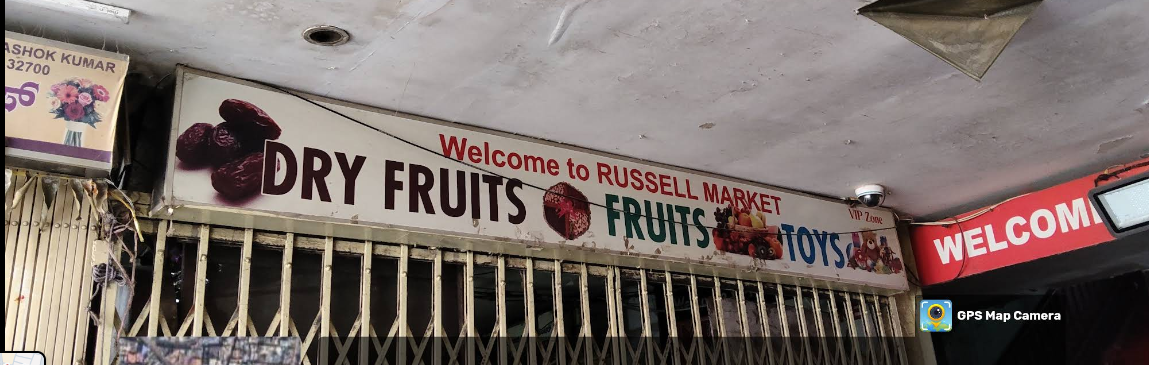 ASHOK KUMAR
32700
Welcome to RUSSELL MARKET
DRY FRUITS FRUITS TOYS
VIP Zone
WELCOM
GPS Map Camera